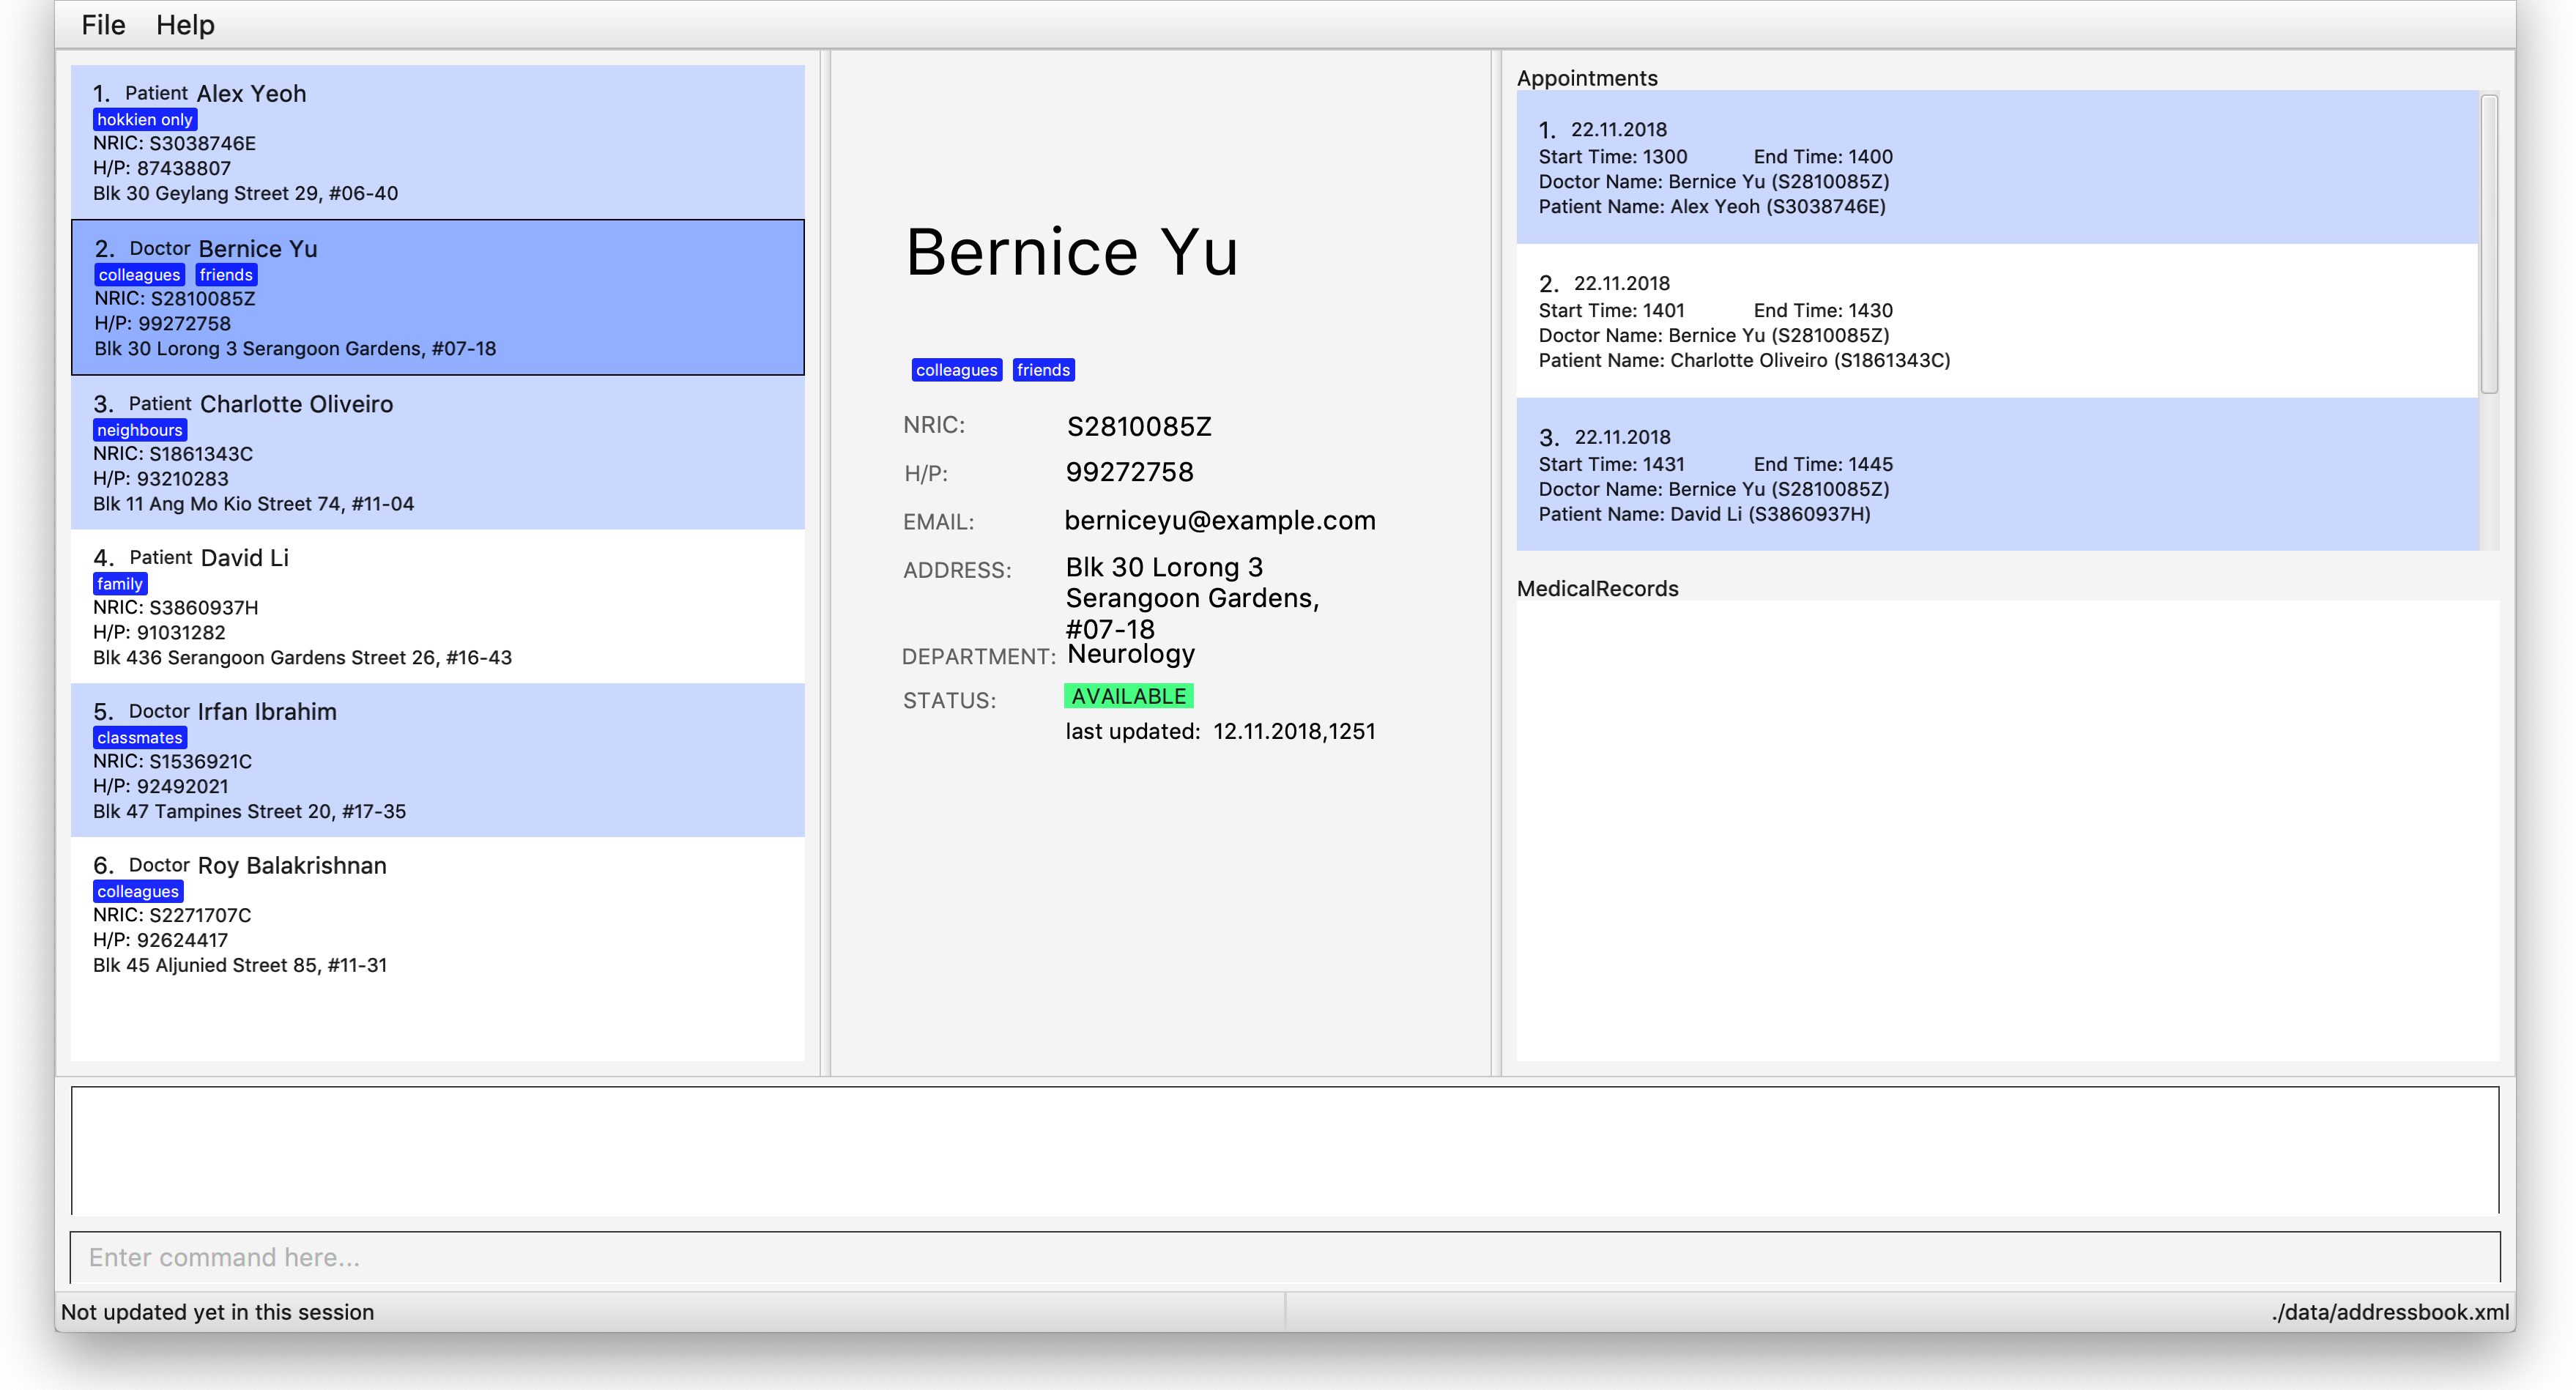 File Help
1. Patient Alex Yeoh
hokkien only
NRIC: S3038746E
H/P: 87438807
Blk 30 Geylang Street 29, #06-40
2. Doctor Bernice Yu
colleagues friends
NRIC: S2810085Z
H/P: 99272758
Blk 30 Lorong 3 Serangoon Gardens, #07-18
3. Patient Charlotte Oliveiro
neighbours
NRIC: S1861343C
H/P: 93210283
Blk 11 Ang Mo Kio Street 74, #11-04
4. Patient David Li
family
NRIC: S3860937H
H/P: 91031282
Blk 436 Serangoon Gardens Street 26, #16-43
5. Doctor Irfan Ibrahim
classmates
NRIC: S1536921C
H/P: 92492021
Blk 47 Tampines Street 20, #17-35
6. Doctor Roy Balakrishnan
colleagues
NRIC: S2271707C
H/P: 92624417
Blk 45 Aljunied Street 85, #11-31
Bernice Yu
colleagues friends
NRIC: S2810085Z
H/P: 99272758
EMAIL: berniceyu@example.com
ADDRESS: Blk 30 Lorong 3
Serangoon Gardens,
#07-18
DEPARTMENT: Neurology
STATUS: AVAILABLE
last updated: 12.11.2018,1251
Appointments
1. 22.11.2018
Start Time: 1300 End Time: 1400
Doctor Name: Bernice Yu (S2810085Z)
Patient Name: Alex Yeoh (S3038746E)
2. 22.11.2018
Start Time: 1401 End Time: 1430
Doctor Name: Bernice Yu (S2810085Z)
Patient Name: Charlotte Oliveiro (S1861343C)
3. 22.11.2018
Start Time: 1431 End Time: 1445
Doctor Name: Bernice Yu (S2810085Z)
Patient Name: David Li (S3860937H)
MedicalRecords
Enter command here...
Not updated yet in this session
./data/addressbook.xml